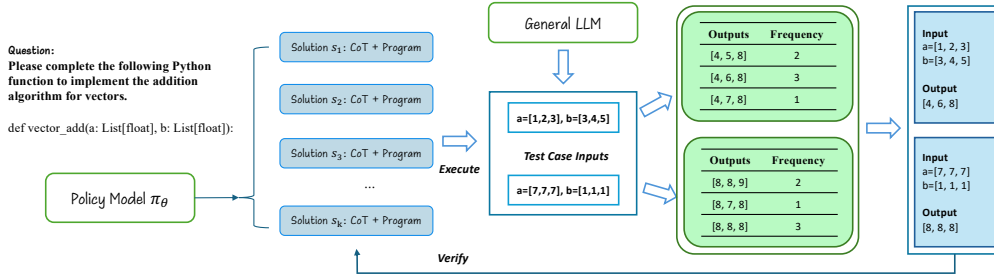 Question:
Please complete the following Python
function to implement the addition
algorithm for vectors.
def vector_add(a: List[float], b: List[float]):
Policy Model πθ
Solution s₁: CoT + Program
Solution s₂: CoT + Program
Solution s₃: CoT + Program
...
Solution sₖ: CoT + Program
Execute
General LLM
a=[1,2,3], b=[3,4,5]
Test Case Inputs
a=[7,7,7], b=[1,1,1]
Outputs Frequency
[4, 5, 8] 2
[4, 6, 8] 3
[4, 7, 8] 1
Outputs Frequency
[8, 8, 9] 2
[8, 7, 8] 1
[8, 8, 8] 3
Input
a=[1, 2, 3]
b=[3, 4, 5]
Output
[4, 6, 8]
Input
a=[7, 7, 7]
b=[1, 1, 1]
Output
[8, 8, 8]
Verify